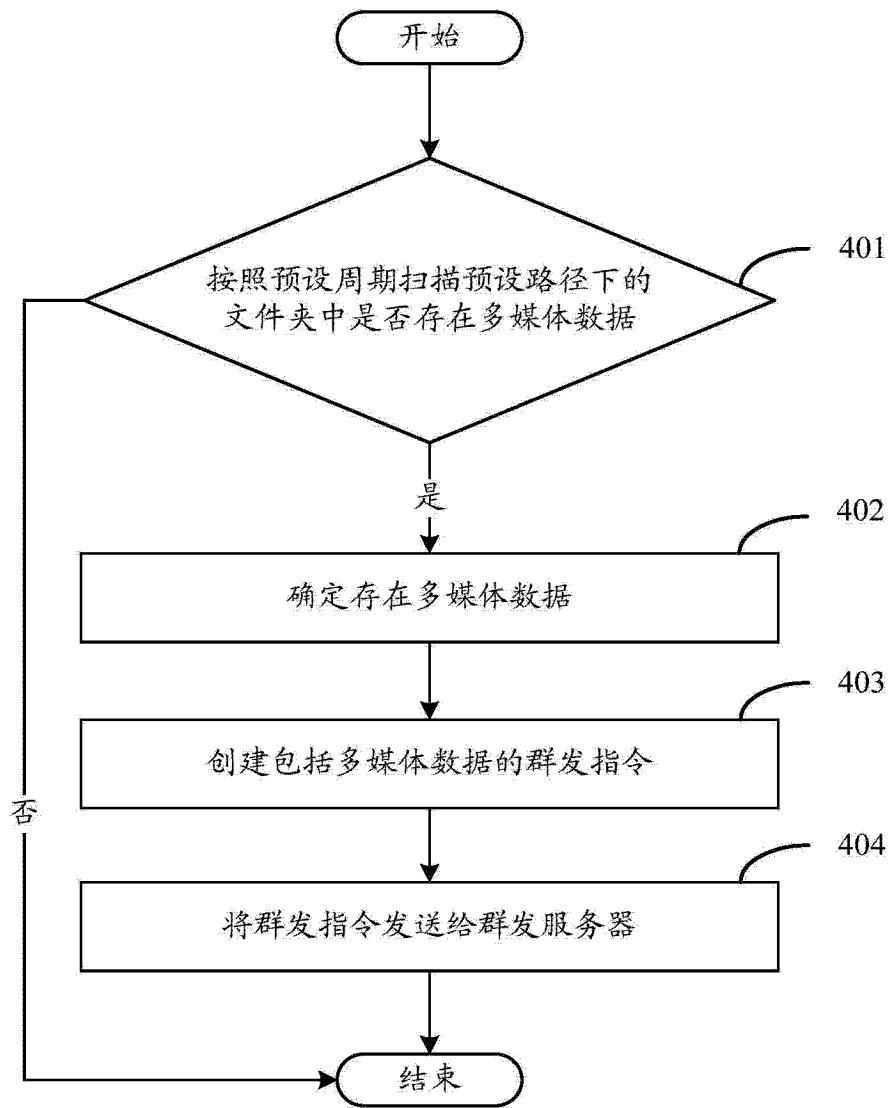 开始
401
按照预设周期扫描预设路径下的
文件夹中是否存在多媒体数据
是
402
确定存在多媒体数据
403
创建包括多媒体数据的群发指令
否
404
将群发指令发送给群发服务器
结束